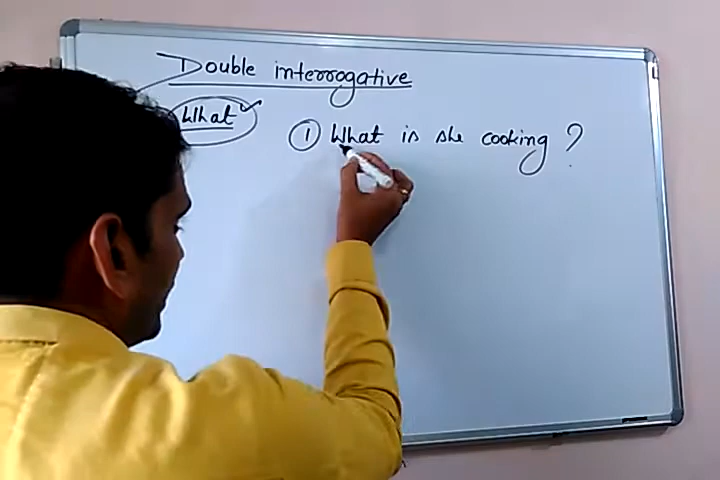 Double interrogative
What
① What is she cooking ?